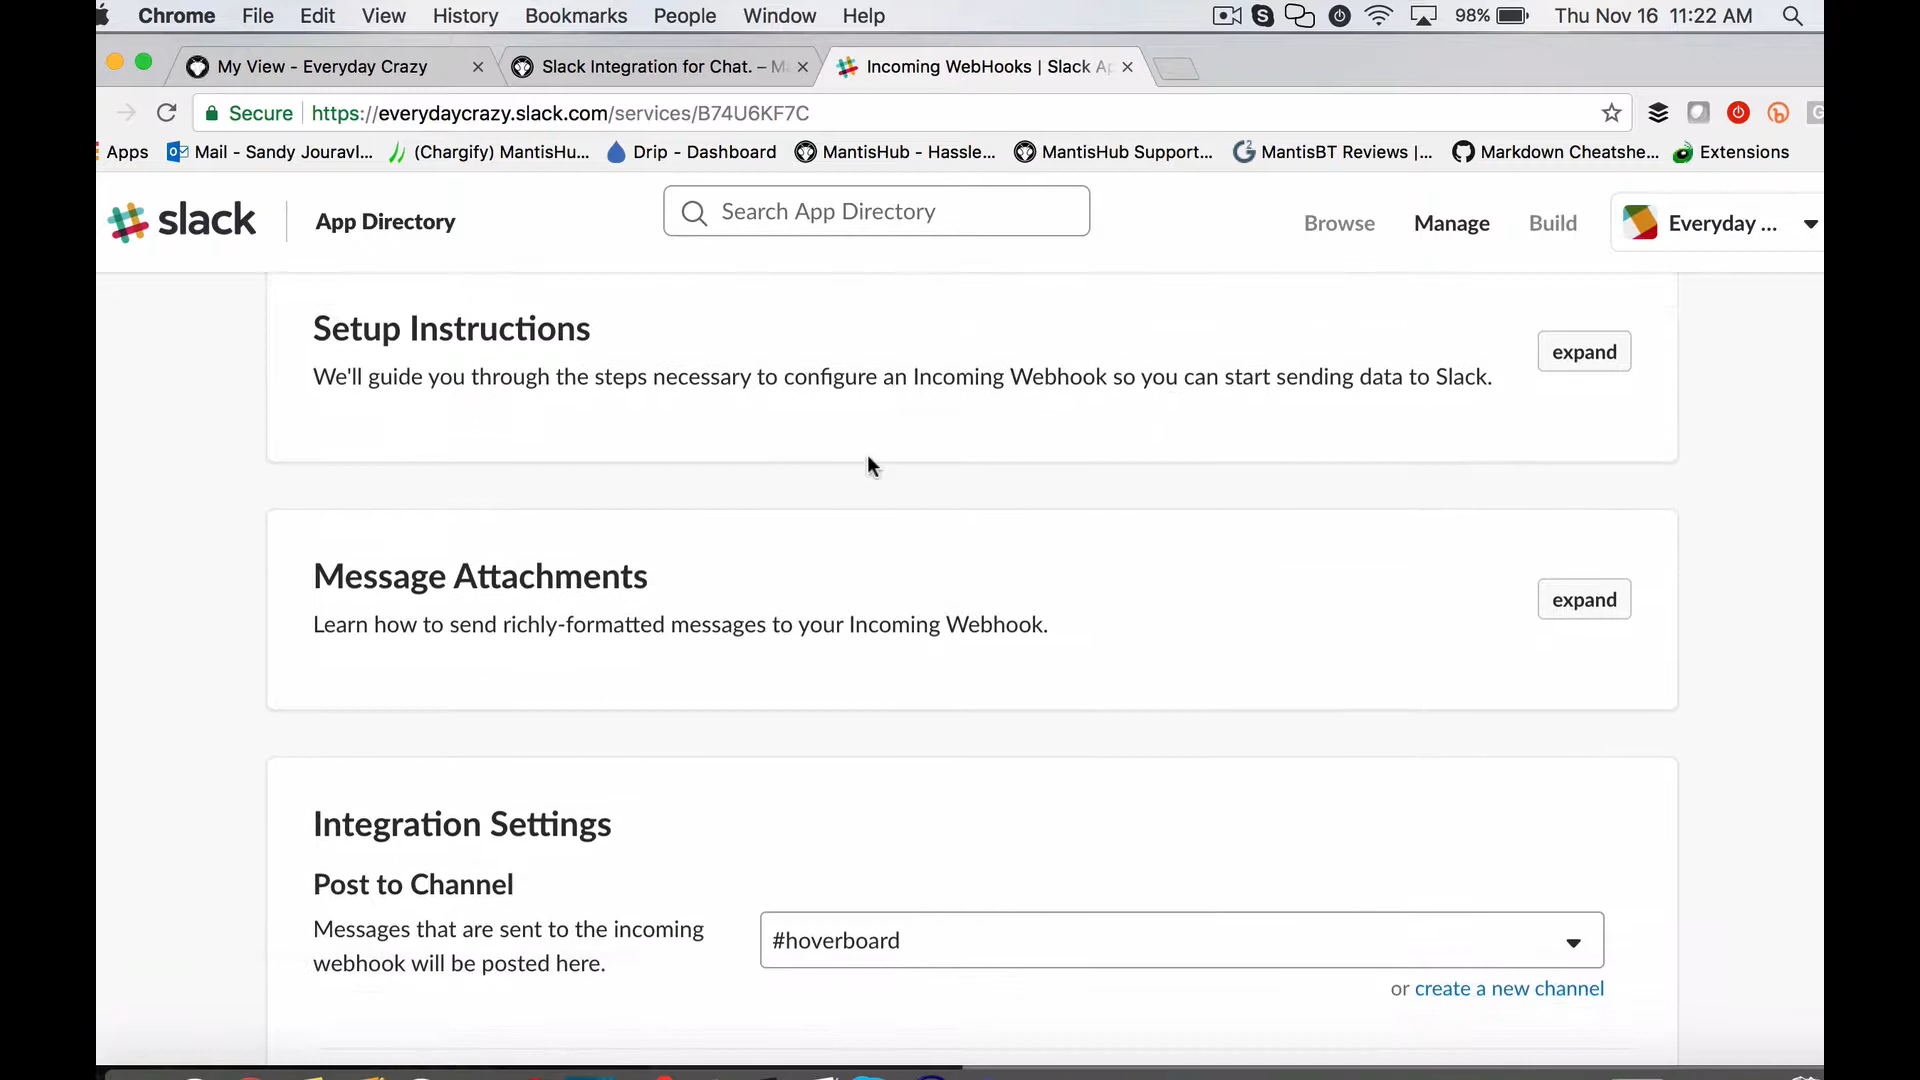 Chrome File Edit View History Bookmarks People Window Help 98% Thu Nov 16 11:22 AM
My View - Everyday Crazy Slack Integration for Chat. – M Incoming WebHooks | Slack Ap
Secure https://everydaycrazy.slack.com/services/B74U6KF7C
Apps Mail - Sandy Jouravl... (Chargify) MantisHu... Drip - Dashboard MantisHub - Hassle... MantisHub Support... MantisBT Reviews |... Markdown Cheatshe... Extensions
slack App Directory Search App Directory Browse Manage Build Everyday ...
Setup Instructions
expand
We'll guide you through the steps necessary to configure an Incoming Webhook so you can start sending data to Slack.
Message Attachments
expand
Learn how to send richly-formatted messages to your Incoming Webhook.
Integration Settings
Post to Channel
Messages that are sent to the incoming
webhook will be posted here.
#hoverboard
or create a new channel